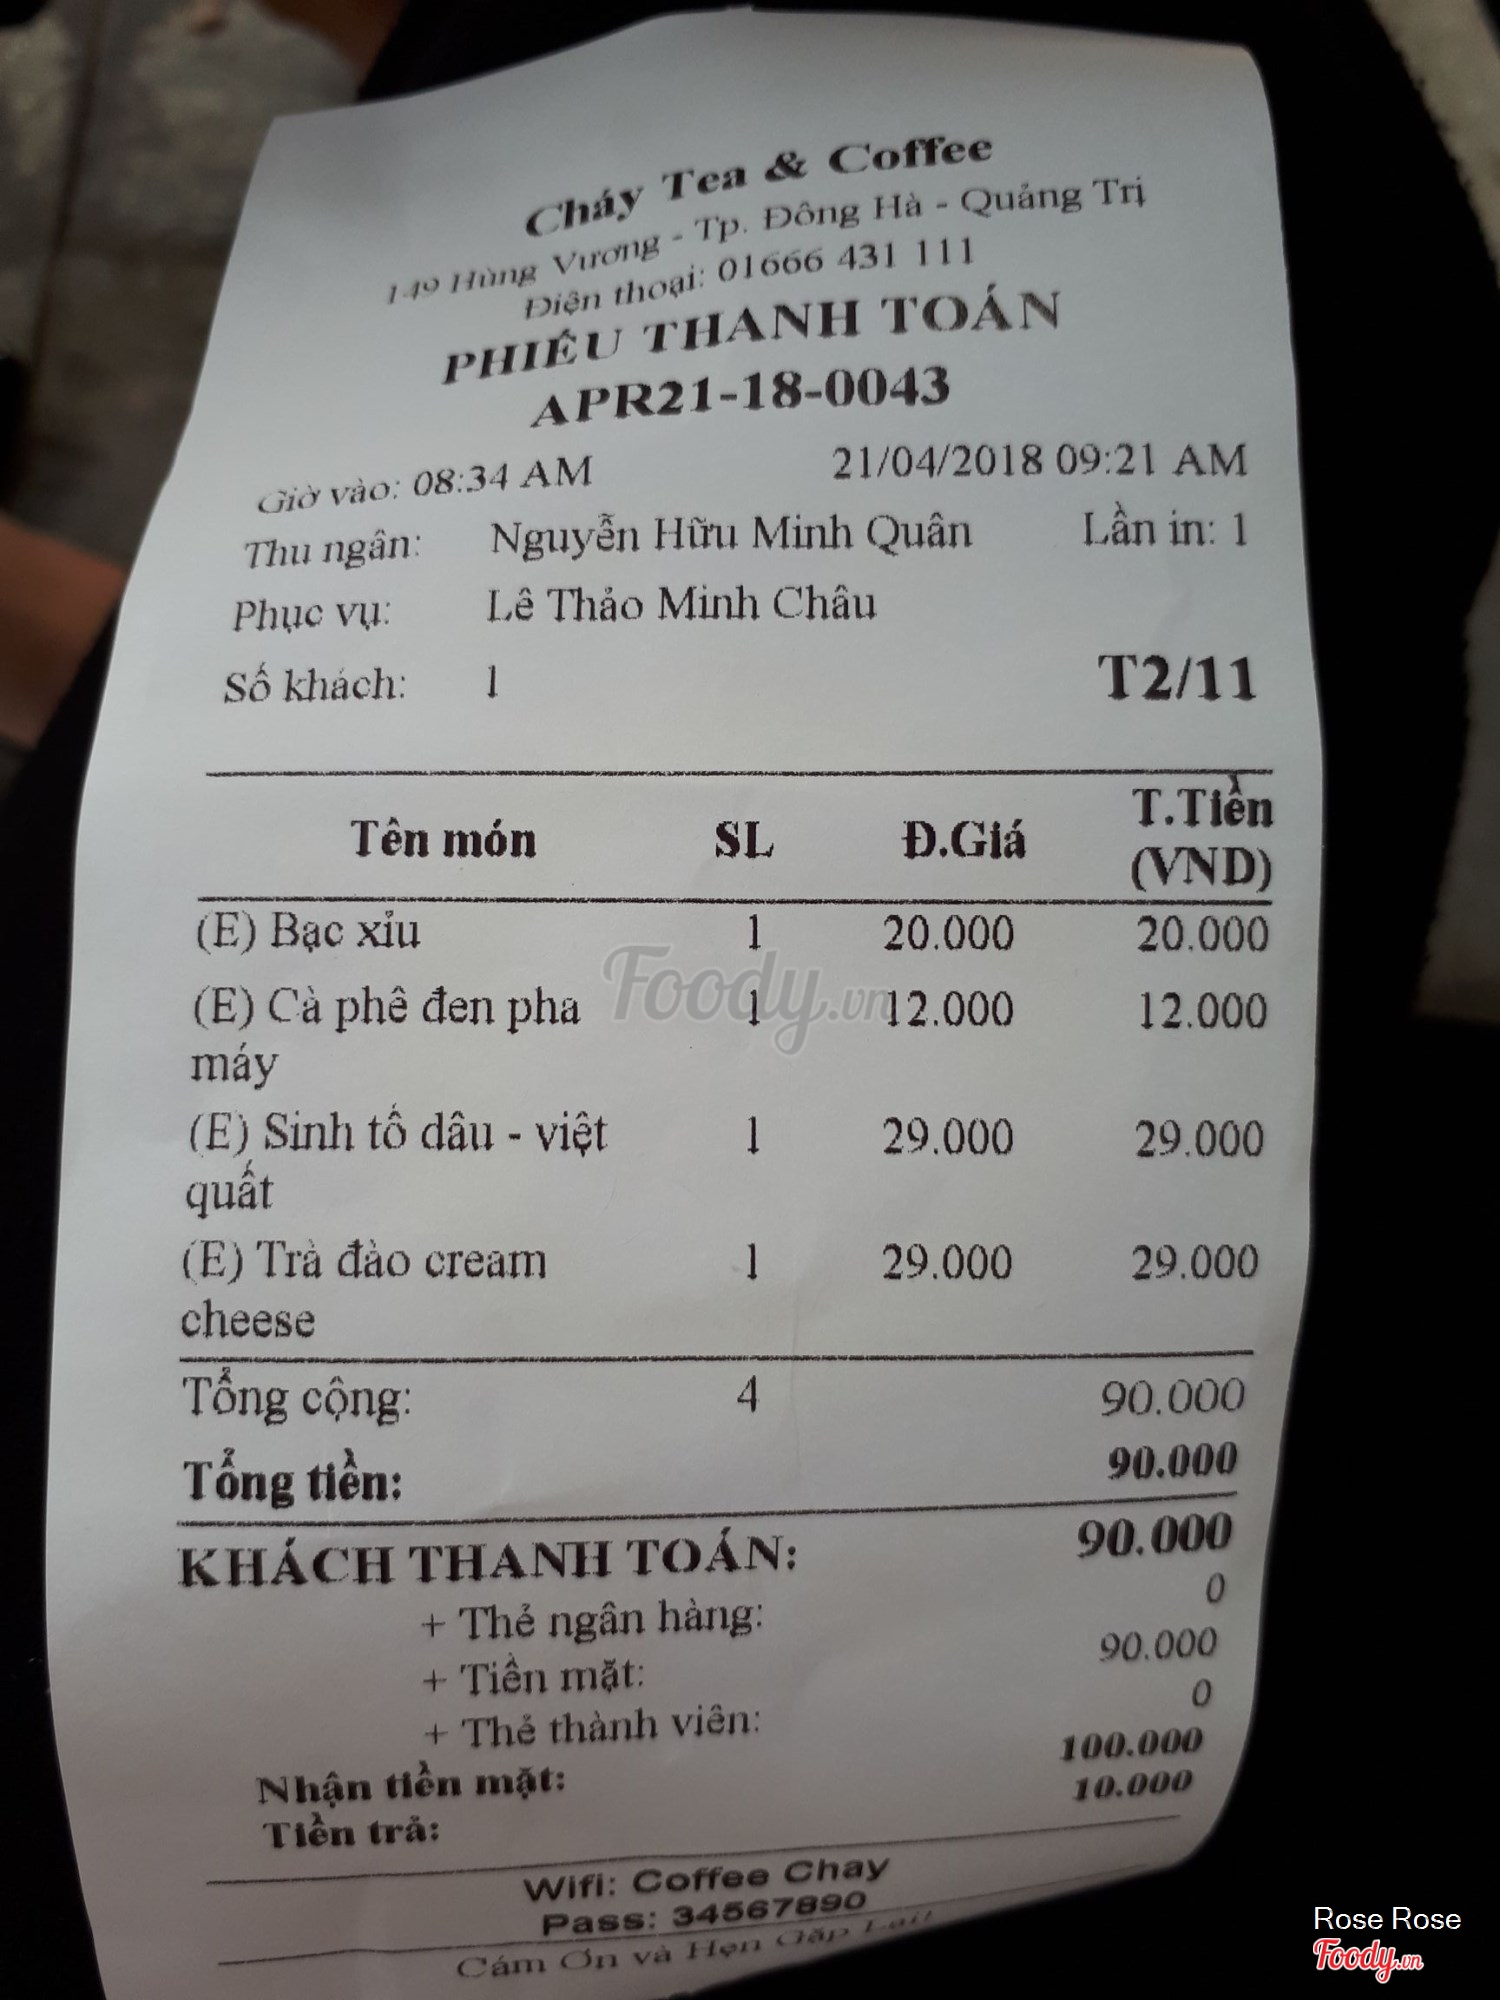 Cháy Tea & Coffee
149 Hùng Vương - Tp. Đông Hà - Quảng Trị
Điện thoại: 01666 431 111
PHIẾU THANH TOÁN
APR21-18-0043
Giờ vào: 08:34 AM 21/04/2018 09:21 AM
Thu ngân: Nguyễn Hữu Minh Quân Lần in: 1
Phục vụ: Lê Thảo Minh Châu
Số khách: 1 T2/11
Tên món SL Đ.Giá T.Tiền (VND)
(E) Bạc xỉu 1 20.000 20.000
(E) Cà phê đen pha 1 12.000 12.000
máy
(E) Sinh tố dâu - việt 1 29.000 29.000
quất
(E) Trà đào cream 1 29.000 29.000
cheese
Tổng cộng: 4 90.000
Tổng tiền: 90.000
KHÁCH THANH TOÁN: 90.000
+ Thẻ ngân hàng: 0
+ Tiền mặt: 90.000
+ Thẻ thành viên: 0
Nhận tiền mặt: 100.000
Tiền trả: 10.000
Wifi: Coffee Chay
Pass: 34567890
Cám Ơn và Hẹn Gặp Lại!
Foody.vn
Rose Rose
Foody.vn